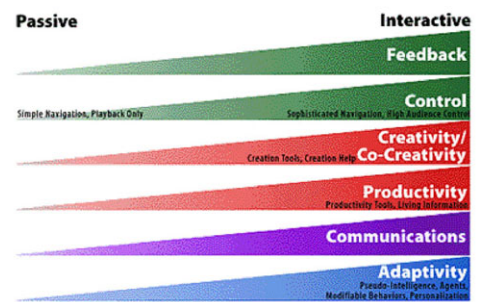 Passive Interactive
Feedback
Control
Simple Navigation, Playback Only Sophisticated Navigation, High Audience Control
Creativity/
Creation Tools, Creation Help Co-Creativity
Productivity
Productivity Tools, Living Information
Communications
Adaptivity
Pseudo-Intelligence, Agents,
Modifiable Behaviors, Personalization